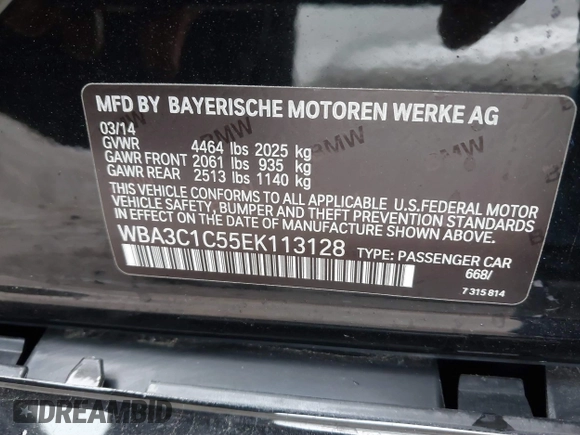 MFD BY BAYERISCHE MOTOREN WERKE AG
03/14
GVWR 4464 lbs 2025 kg
GAWR FRONT 2061 lbs 935 kg
GAWR REAR 2513 lbs 1140 kg
THIS VEHICLE CONFORMS TO ALL APPLICABLE U.S.FEDERAL MOTOR
VEHICLE SAFETY, BUMPER, AND THEFT PREVENTION STANDARDS
IN EFFECT ON THE DATE OF MANUFACTURE SHOWN ABOVE.
WBA3C1C55EK113128 TYPE: PASSENGER CAR
668/
7 315 814
DREAMBID